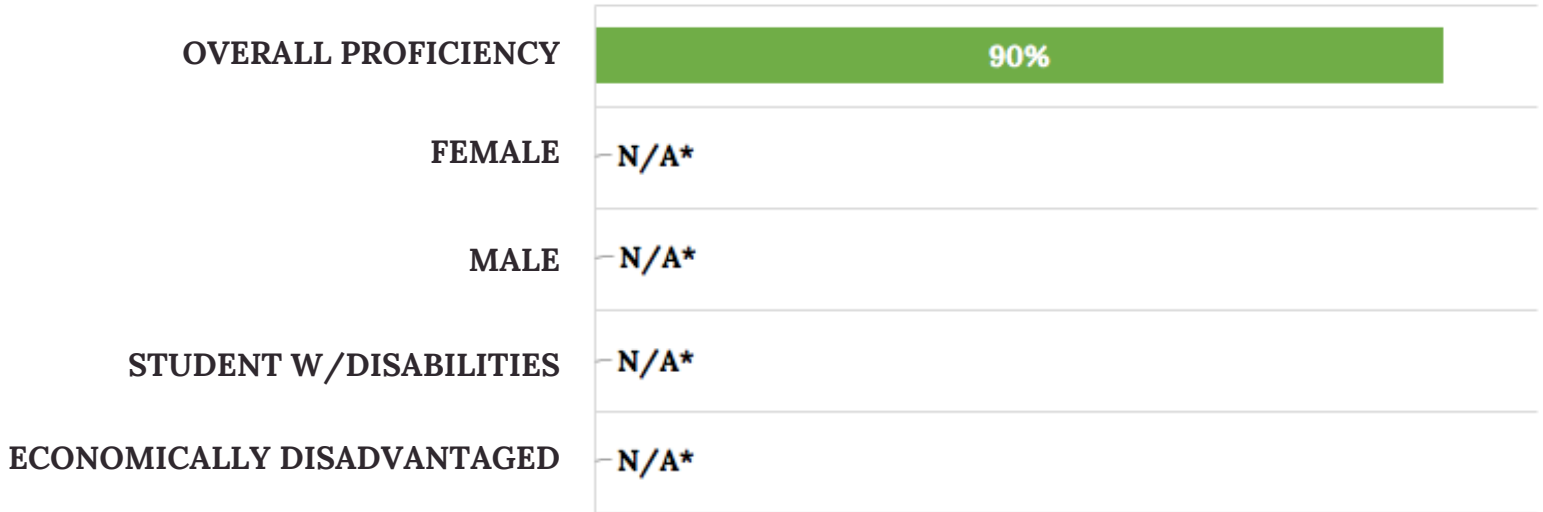 OVERALL PROFICIENCY 90%
FEMALE N/A*
MALE N/A*
STUDENT W/DISABILITIES N/A*
ECONOMICALLY DISADVANTAGED N/A*